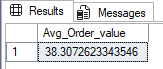 Results Messages
Avg_Order_value
1 38.3072623343546